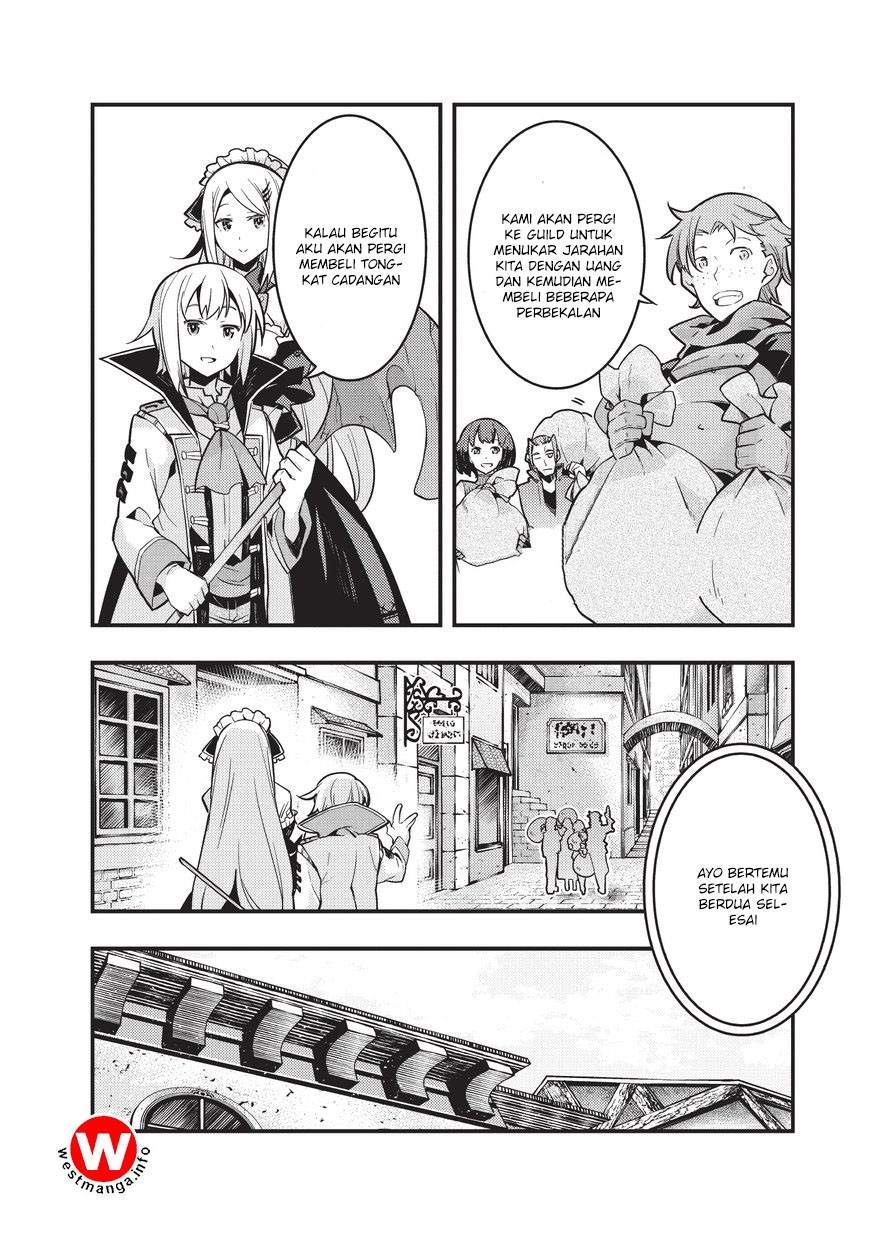 KAMI AKAN PERGI
KE GUILD UNTUK
MENUKAR JARAHAN
KITA DENGAN UANG
DAN KEMUDIAN ME-
MBELI BEBERAPA
PERBEKALAN
KALAU BEGITU
AKU AKAN PERGI
MEMBELI TONG-
KAT CADANGAN
AYO BERTEMU
SETELAH KITA
BERDUA SEL-
ESAI
W
westmanga.info